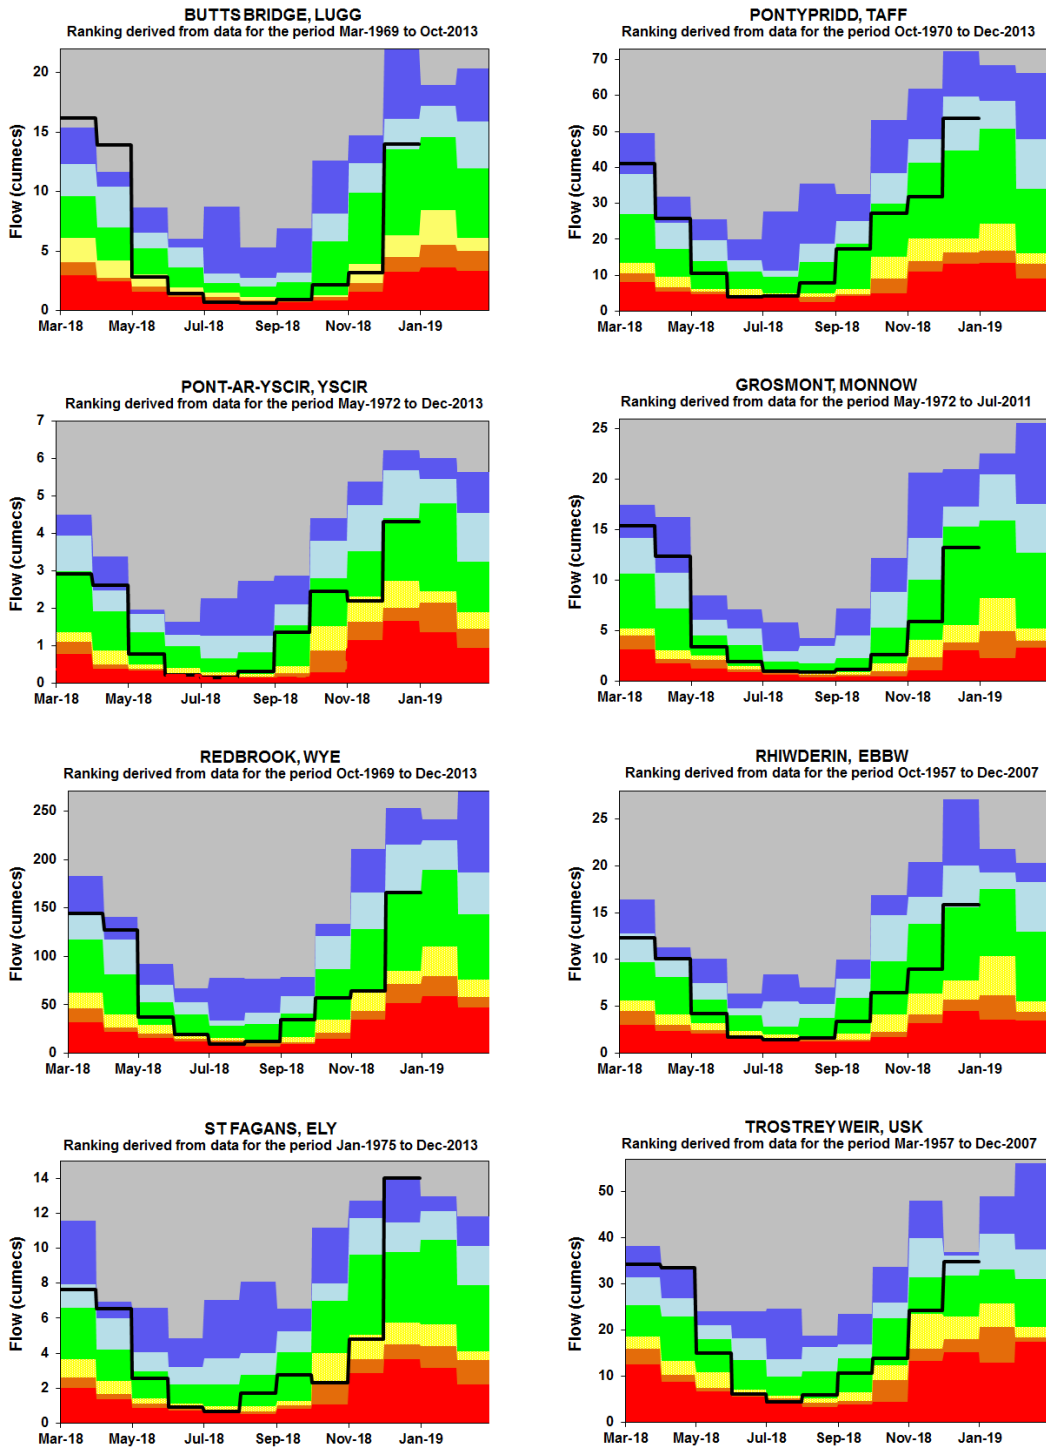 BUTTS BRIDGE, LUGG
Ranking derived from data for the period Mar-1969 to Oct-2013
Flow (cumecs)
20
15
10
5
0
Mar-18 May-18 Jul-18 Sep-18 Nov-18 Jan-19
PONTYPRIDD, TAFF
Ranking derived from data for the period Oct-1970 to Dec-2013
Flow (cumecs)
70
60
50
40
30
20
10
0
Mar-18 May-18 Jul-18 Sep-18 Nov-18 Jan-19
PONT-AR-YSCIR, YSCIR
Ranking derived from data for the period May-1972 to Dec-2013
Flow (cumecs)
7
6
5
4
3
2
1
0
Mar-18 May-18 Jul-18 Sep-18 Nov-18 Jan-19
GROSMONT, MONNOW
Ranking derived from data for the period May-1972 to Jul-2011
Flow (cumecs)
25
20
15
10
5
0
Mar-18 May-18 Jul-18 Sep-18 Nov-18 Jan-19
REDBROOK, WYE
Ranking derived from data for the period Oct-1969 to Dec-2013
Flow (cumecs)
250
200
150
100
50
0
Mar-18 May-18 Jul-18 Sep-18 Nov-18 Jan-19
RHIWDERIN, EBBW
Ranking derived from data for the period Oct-1957 to Dec-2007
Flow (cumecs)
25
20
15
10
5
0
Mar-18 May-18 Jul-18 Sep-18 Nov-18 Jan-19
ST FAGANS, ELY
Ranking derived from data for the period Jan-1975 to Dec-2013
Flow (cumecs)
14
12
10
8
6
4
2
0
Mar-18 May-18 Jul-18 Sep-18 Nov-18 Jan-19
TROSTREY WEIR, USK
Ranking derived from data for the period Mar-1957 to Dec-2007
Flow (cumecs)
50
40
30
20
10
0
Mar-18 May-18 Jul-18 Sep-18 Nov-18 Jan-19